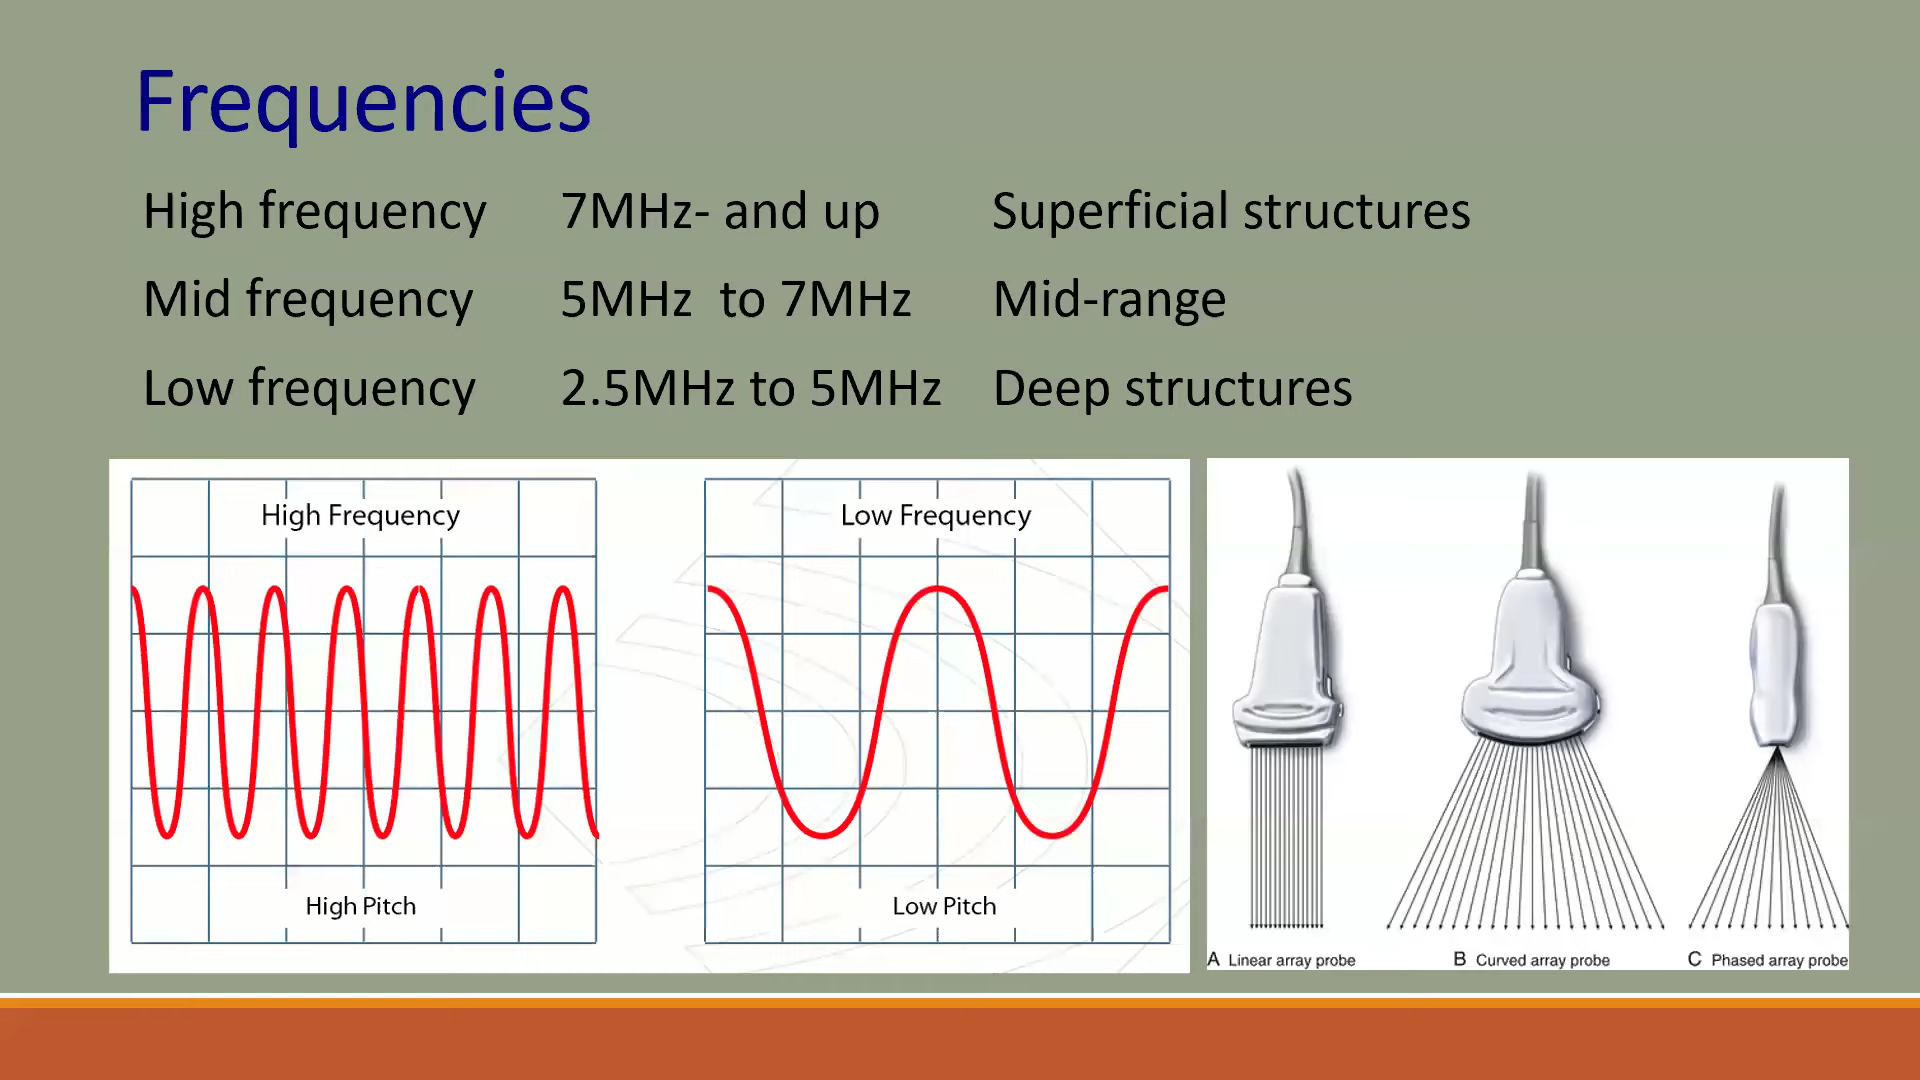 Frequencies
High frequency 7MHz- and up Superficial structures
Mid frequency 5MHz to 7MHz Mid-range
Low frequency 2.5MHz to 5MHz Deep structures
High Frequency
High Pitch
Low Frequency
Low Pitch
A Linear array probe
B Curved array probe
C Phased array probe